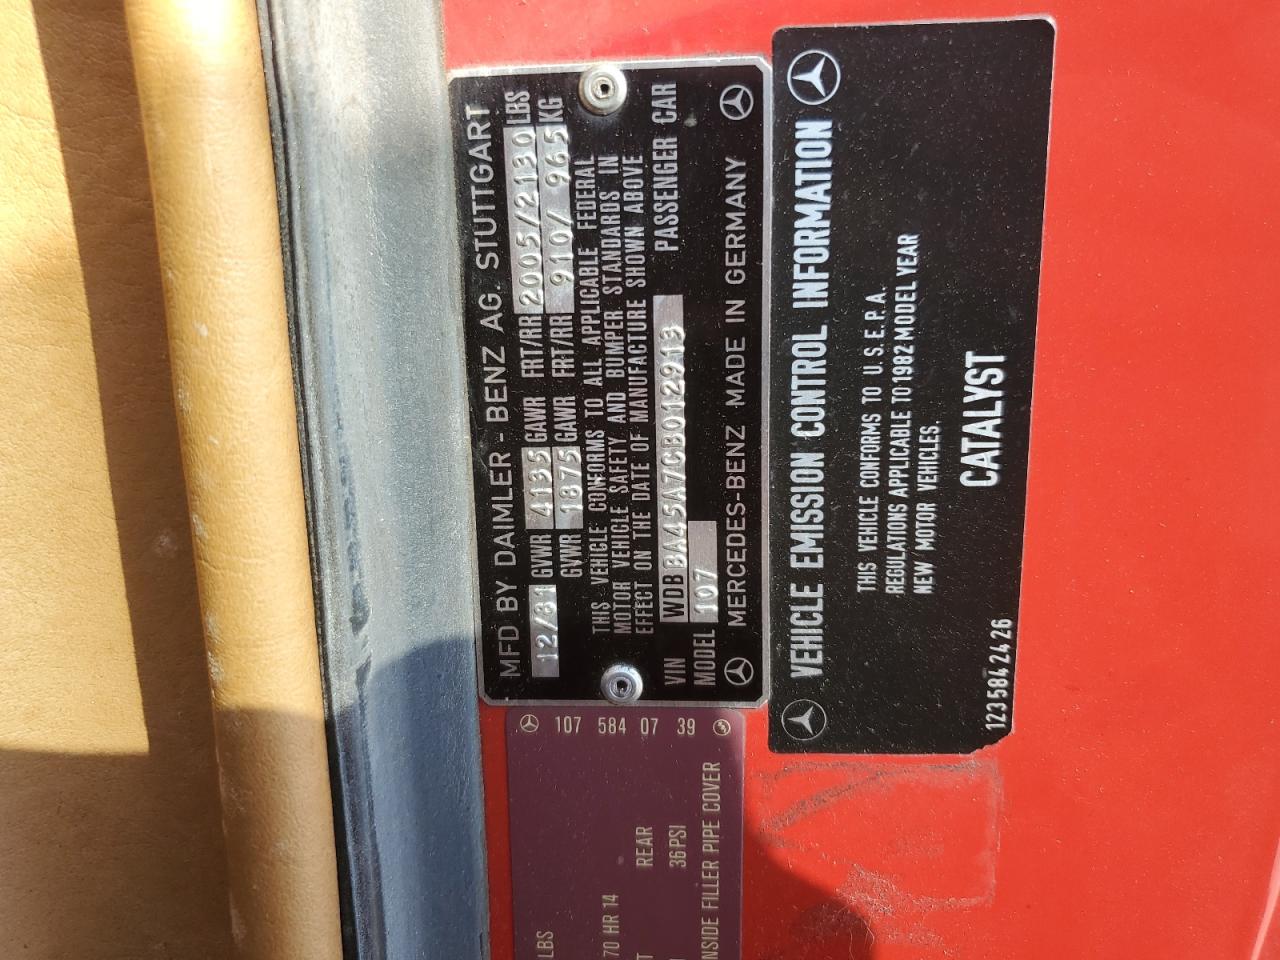 MFD BY DAIMLER-BENZ AG. STUTTGART
12/81 GVWR 4135 GAWR FRT/RR 2005/2130 LBS
GVWR 1875 GAWR FRT/RR 910/ 965 KG
THIS VEHICLE CONFORMS TO ALL APPLICABLE FEDERAL
MOTOR VEHICLE SAFETY AND BUMPER STANDARDS IN
EFFECT ON THE DATE OF MANUFACTURE SHOWN ABOVE
VIN WDB BA45A7CB012913 PASSENGER CAR
MODEL 107
MERCEDES-BENZ MADE IN GERMANY
VEHICLE EMISSION CONTROL INFORMATION
THIS VEHICLE CONFORMS TO U.S.E.P.A.
REGULATIONS APPLICABLE TO 1982 MODEL YEAR
NEW MOTOR VEHICLES.
CATALYST
123 584 24 26
107 584 07 39
LBS
70 HR 14
REAR
36 PSI
INSIDE FILLER PIPE COVER